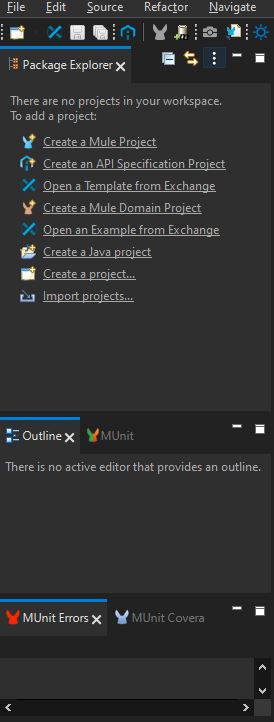 File Edit Source Refactor Navigate
Package Explorer
There are no projects in your workspace.
To add a project:
Create a Mule Project
Create an API Specification Project
Open a Template from Exchange
Create a Mule Domain Project
Open an Example from Exchange
Create a Java project
Create a project...
Import projects...
Outline MUnit
There is no active editor that provides an outline.
MUnit Errors MUnit Covera